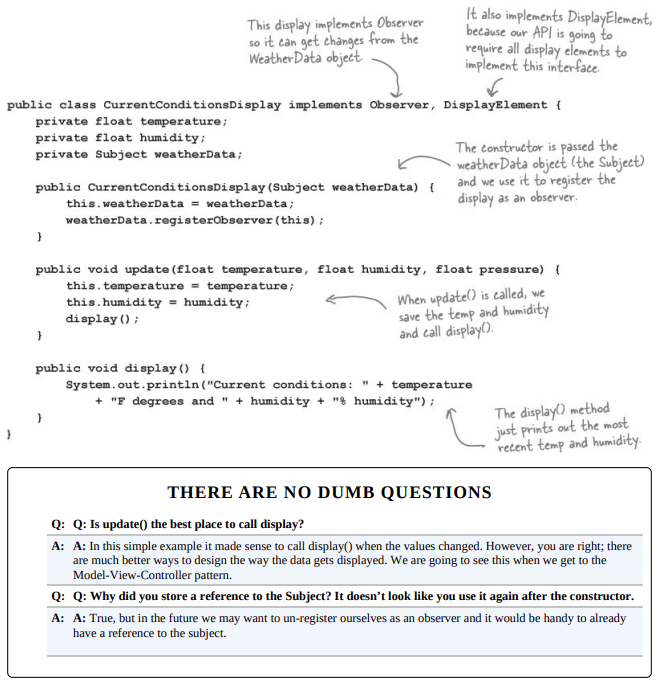 This display implements Observer
so it can get changes from the
WeatherData object.
It also implements DisplayElement,
because our API is going to
require all display elements to
implement this interface.
public class CurrentConditionsDisplay implements Observer, DisplayElement {
private float temperature;
private float humidity;
private Subject weatherData;
The constructor is passed the
weatherData object (the Subject)
and we use it to register the
display as an observer.
public CurrentConditionsDisplay(Subject weatherData) {
this.weatherData = weatherData;
weatherData.registerObserver(this);
}
public void update(float temperature, float humidity, float pressure) {
this.temperature = temperature;
this.humidity = humidity;
display();
}
When update() is called, we
save the temp and humidity
and call display().
public void display() {
System.out.println("Current conditions: " + temperature
+ "F degrees and " + humidity + "% humidity");
}
}
The display() method
just prints out the most
recent temp and humidity.
THERE ARE NO DUMB QUESTIONS
Q: Q: Is update() the best place to call display?
A: A: In this simple example it made sense to call display() when the values changed. However, you are right; there
are much better ways to design the way the data gets displayed. We are going to see this when we get to the
Model-View-Controller pattern.
Q: Q: Why did you store a reference to the Subject? It doesn't look like you use it again after the constructor.
A: A: True, but in the future we may want to un-register ourselves as an observer and it would be handy to already
have a reference to the subject.